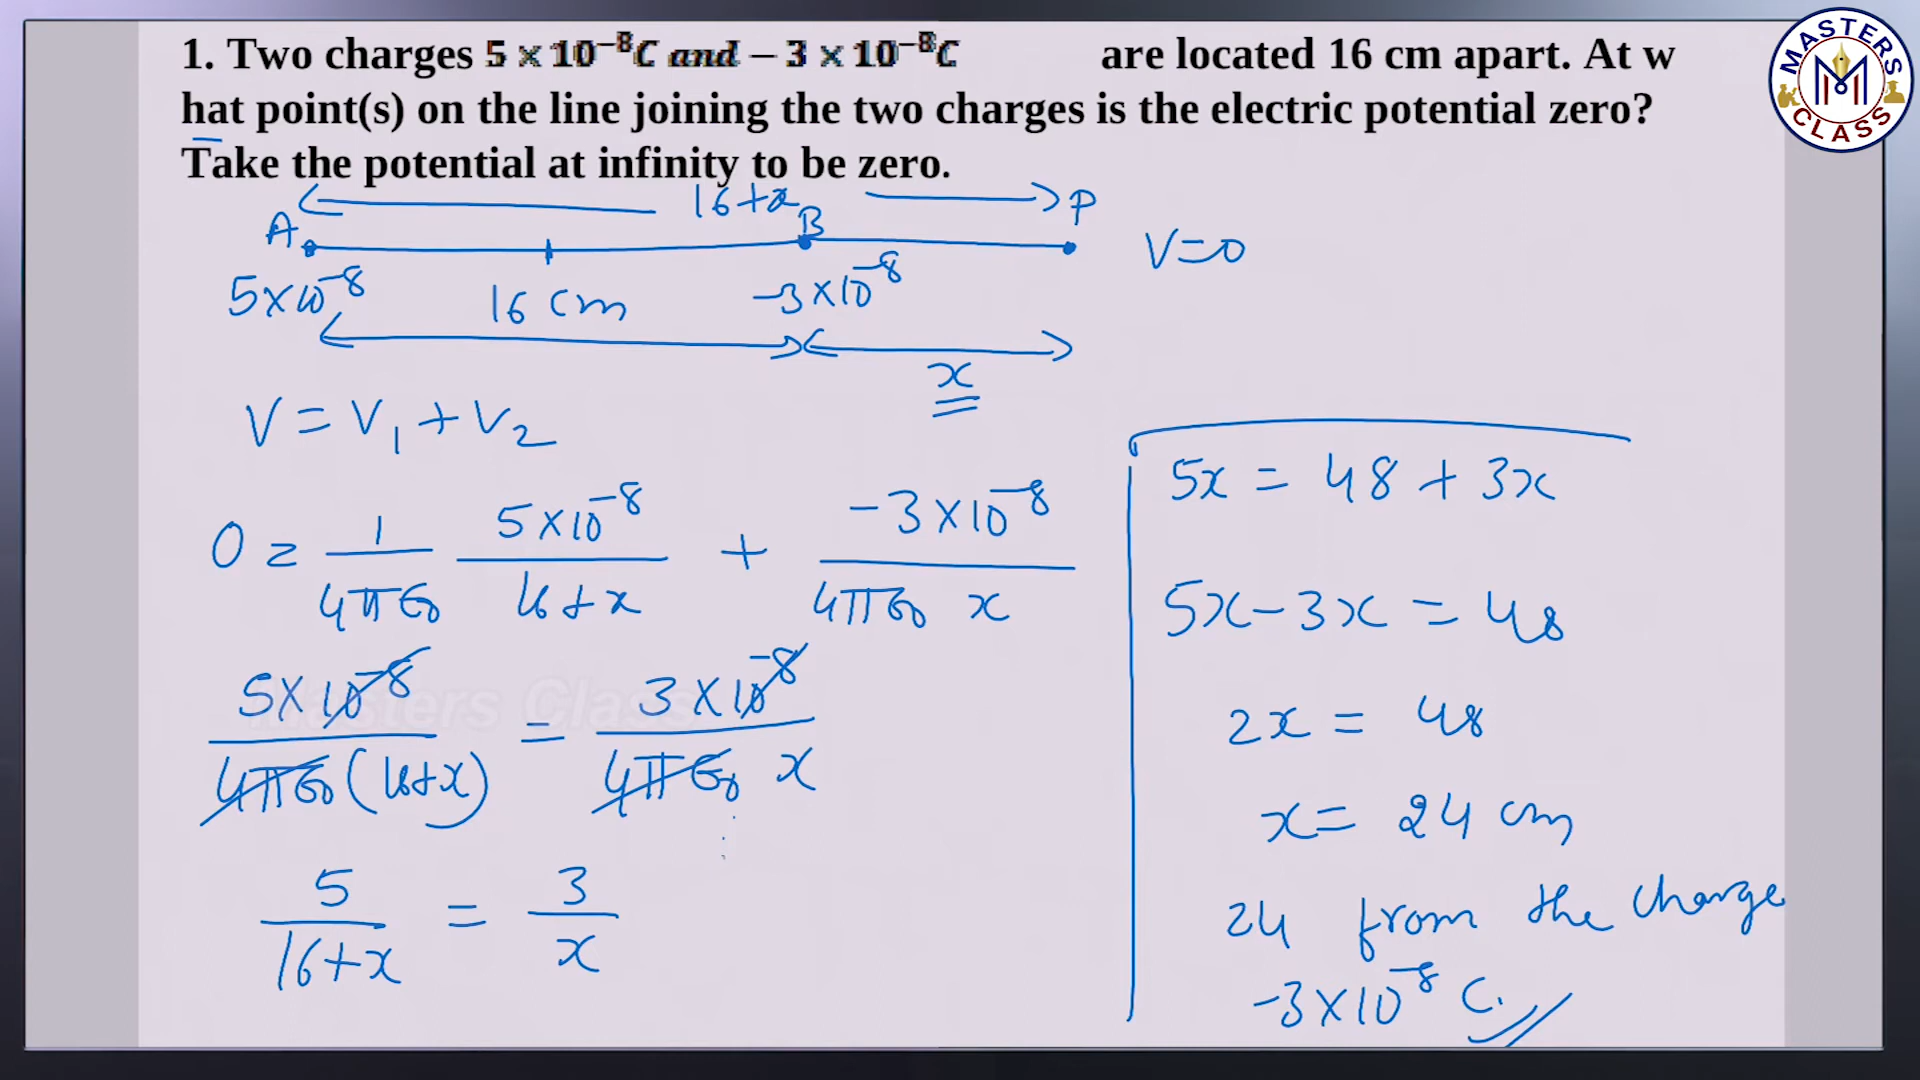 1. Two charges 5 × 10⁻⁸C and − 3 × 10⁻⁸C are located 16 cm apart. At w
hat point(s) on the line joining the two charges is the electric potential zero?
Take the potential at infinity to be zero.
MASTERS CLASS
16+x
A B P
V=0
5×10⁻⁸ 16 cm -3×10⁻⁸
x
V = V₁ + V₂
0 = 1/4πε₀ 5×10⁻⁸/16+x + -3×10⁻⁸/4πε₀ x
5×10⁻⁸/4πε₀(16+x) = 3×10⁻⁸/4πε₀ x
Masters Class
5/16+x = 3/x
5x = 48 + 3x
5x-3x = 48
2x = 48
x = 24 cm
24 from the charge
-3×10⁻⁸ C.